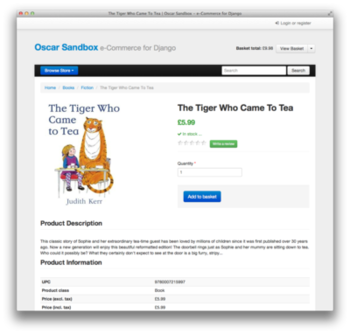 The Tiger Who Came To Tea | Oscar Sandbox - e-Commerce for Django
Login or register
Oscar Sandbox e-Commerce for Django
Basket total: £0.00 View Basket
Browse Store
Search
Search
Home / Books / Fiction / The Tiger Who Came To Tea
The Tiger Who
Came
to Tea
Judith Kerr
The Tiger Who Came To Tea
£5.99
In stock
Write a review
Quantity *
1
Add to basket
Product Description
This classic story of Sophie and her extraordinary tea time guest has been loved by millions of children since it was first published over 30 years
ago. Now a new generation will enjoy this beautiful reformatted edition! The doorbell rings just as Sophie and her mummy are sitting down to tea.
Who could it possibly be? What they certainly don't expect to see at the door is a big furry, stripy...
Product Information
UPC
Product class Book
Price (excl. tax) £5.99
Price (incl. tax) £5.99